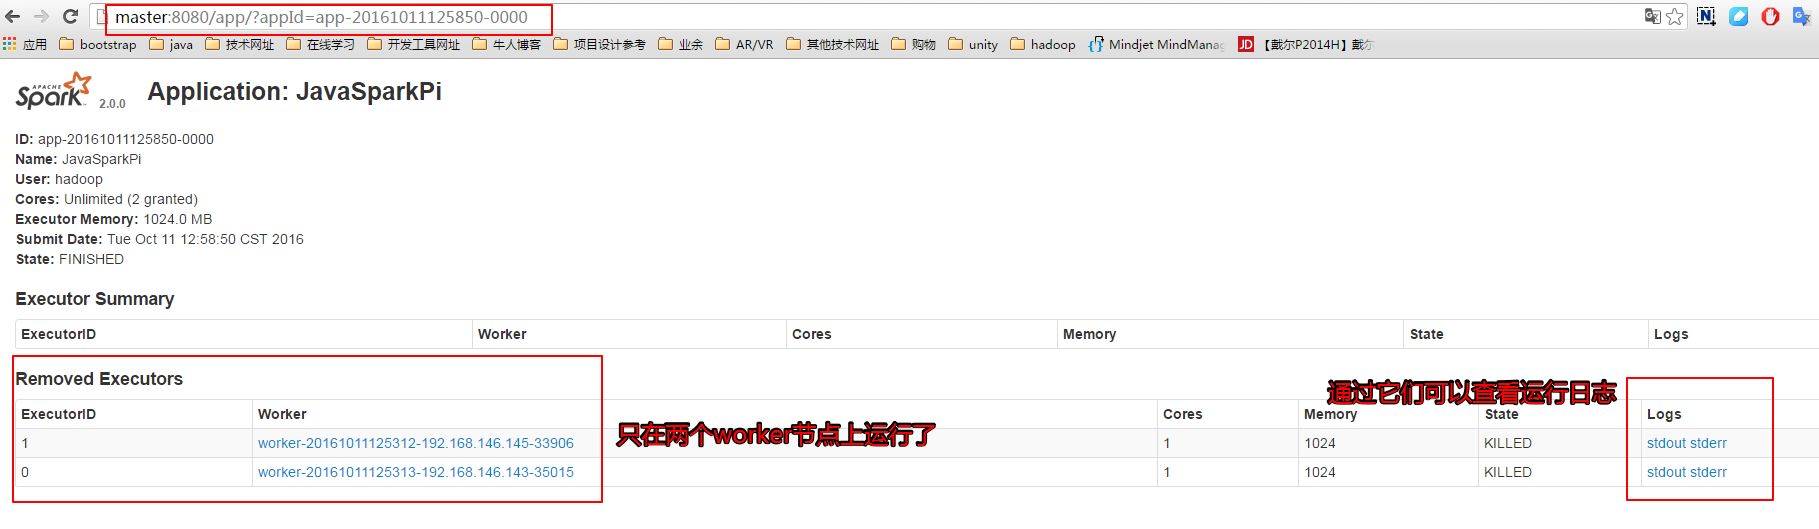 master:8080/app/?appId=app-20161011125850-0000
应用 bootstrap java 技术网址 在线学习 开发工具网址 牛人博客 项目设计参考 业余 AR/VR 其他技术网址 购物 unity hadoop Mindjet MindManag JD 【戴尔P2014H】戴尔
APACHE Spark 2.0.0 Application: JavaSparkPi
ID: app-20161011125850-0000
Name: JavaSparkPi
User: hadoop
Cores: Unlimited (2 granted)
Executor Memory: 1024.0 MB
Submit Date: Tue Oct 11 12:58:50 CST 2016
State: FINISHED
Executor Summary
ExecutorID Worker Cores Memory State Logs
Removed Executors
通过它们可以查看运行日志
ExecutorID Worker Cores Memory State Logs
只在两个worker节点上运行了
1 worker-20161011125312-192.168.146.145-33906 1 1024 KILLED stdout stderr
0 worker-20161011125313-192.168.146.143-35015 1 1024 KILLED stdout stderr